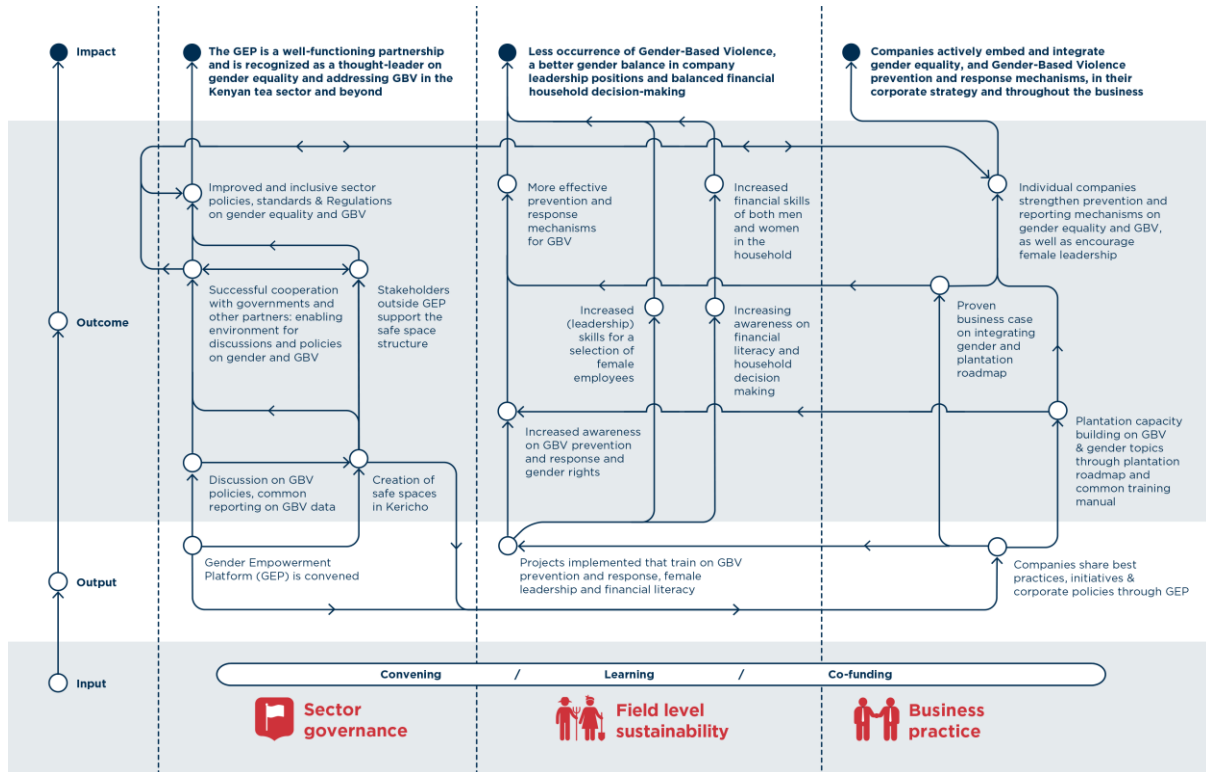 Impact
The GEP is a well-functioning partnership
and is recognized as a thought-leader on
gender equality and addressing GBV in the
Kenyan tea sector and beyond
Less occurrence of Gender-Based Violence,
a better gender balance in company
leadership positions and balanced financial
household decision-making
Companies actively embed and integrate
gender equality, and Gender-Based Violence
prevention and response mechanisms, in their
corporate strategy and throughout the business
Improved and inclusive sector
policies, standards & Regulations
on gender equality and GBV
More effective
prevention and
response
mechanisms
for GBV
Increased
financial skills
of both men
and women
in the
household
Individual companies
strengthen prevention and
reporting mechanisms on
gender equality and GBV,
as well as encourage
female leadership
Outcome
Successful cooperation
with governments and
other partners: enabling
environment for
discussions and policies
on gender and GBV
Stakeholders
outside GEP
support the
safe space
structure
Increased
(leadership)
skills for a
selection of
female
employees
Increasing
awareness on
financial
literacy and
household
decision
making
Proven
business case
on integrating
gender and
plantation
roadmap
Increased awareness
on GBV prevention
and response and
gender rights
Plantation capacity
building on GBV
& gender topics
through plantation
roadmap and
common training
manual
Discussion on GBV
policies, common
reporting on GBV data
Creation of
safe spaces
in Kericho
Output
Gender Empowerment
Platform (GEP) is convened
Projects implemented that train on GBV
prevention and response, female
leadership and financial literacy
Companies share best
practices, initiatives &
corporate policies through GEP
Input
Convening / Learning / Co-funding
Sector
governance
Field level
sustainability
Business
practice